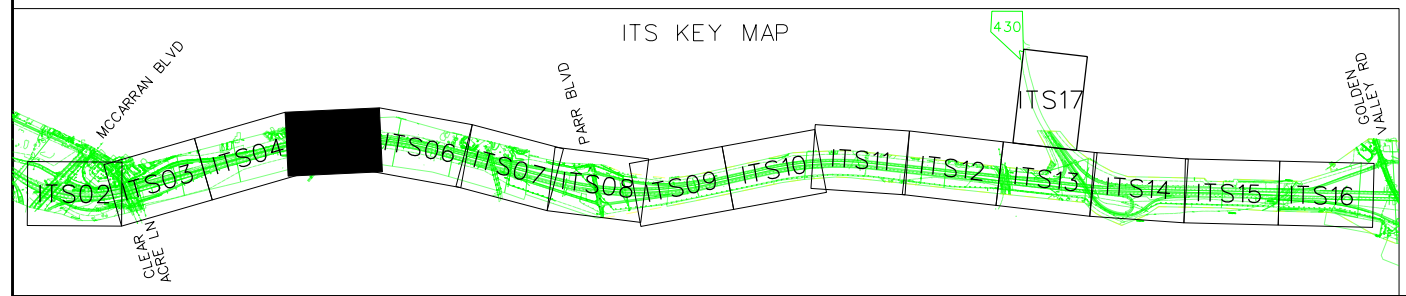 ITS KEY MAP
430
MCCARRAN BLVD
PARR BLVD
GOLDEN
VALLEY RD
ITS17
ITS02
ITS03
ITS04
ITS06
ITS07
ITS08
ITS09
ITS10
ITS11
ITS12
ITS13
ITS14
ITS15
ITS16
CLEAR
ACRE LN